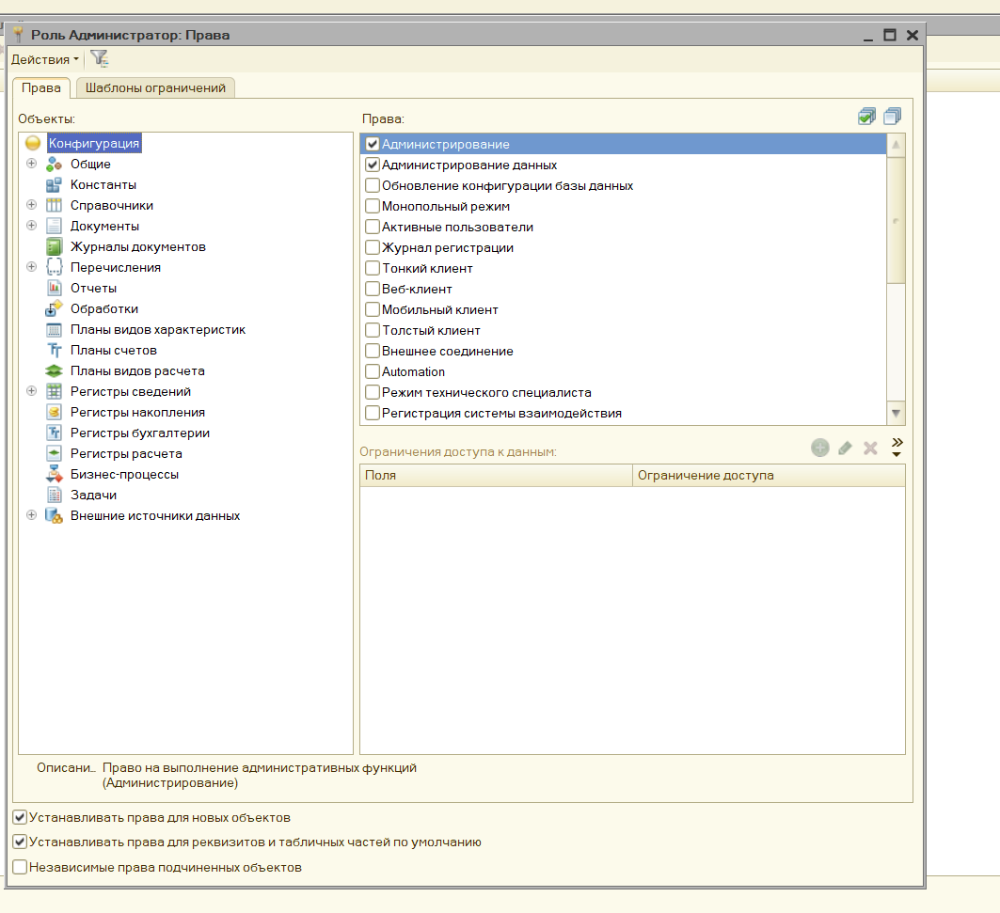 Роль Администратор: Права
Действия
Права
Шаблоны ограничений
Объекты:
Конфигурация
Общие
Константы
Справочники
Документы
Журналы документов
Перечисления
Отчеты
Обработки
Планы видов характеристик
Планы счетов
Планы видов расчета
Регистры сведений
Регистры накопления
Регистры бухгалтерии
Регистры расчета
Бизнес-процессы
Задачи
Внешние источники данных
Права:
Администрирование
Администрирование данных
Обновление конфигурации базы данных
Монопольный режим
Активные пользователи
Журнал регистрации
Тонкий клиент
Веб-клиент
Мобильный клиент
Толстый клиент
Внешнее соединение
Automation
Режим технического специалиста
Регистрация системы взаимодействия
Ограничения доступа к данным:
Поля
Ограничение доступа
Описани... Право на выполнение административных функций
(Администрирование)
Устанавливать права для новых объектов
Устанавливать права для реквизитов и табличных частей по умолчанию
Независимые права подчиненных объектов